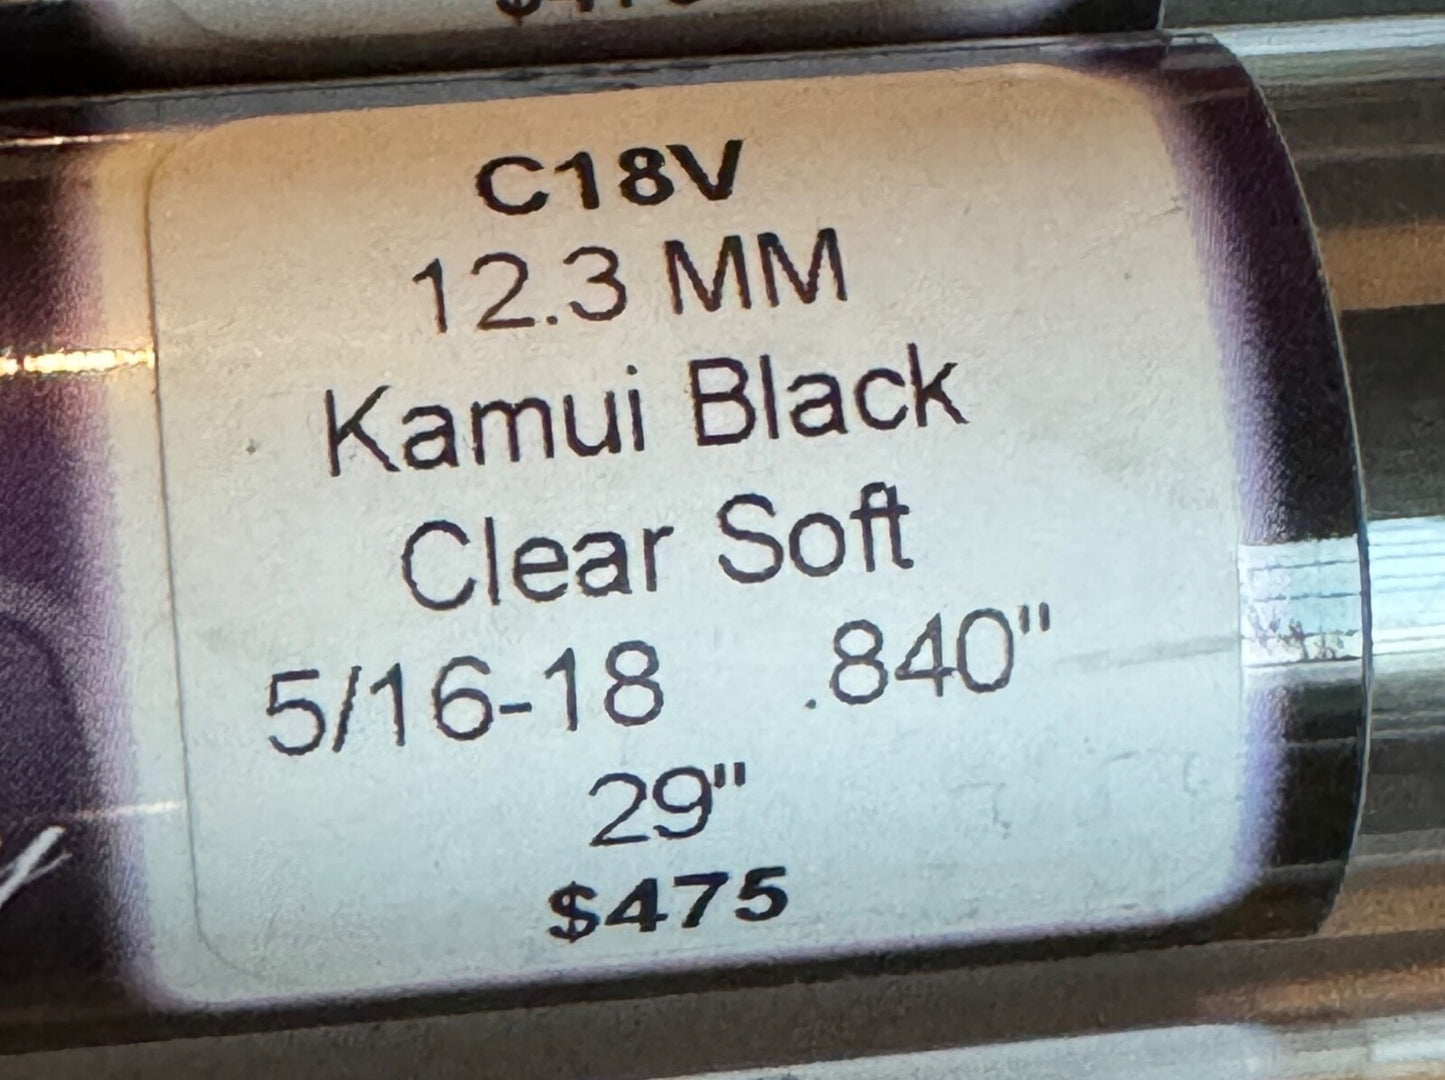 C18V
12.3 MM
Kamui Black
Clear Soft
5/16-18 .840"
29"
$475